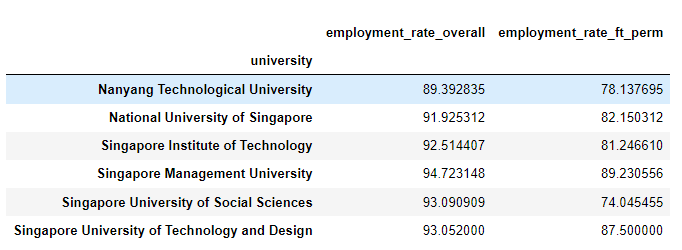 employment_rate_overall employment_rate_ft_perm
university
Nanyang Technological University 89.392835 78.137695
National University of Singapore 91.925312 82.150312
Singapore Institute of Technology 92.514407 81.246610
Singapore Management University 94.723148 89.230556
Singapore University of Social Sciences 93.090909 74.045455
Singapore University of Technology and Design 93.052000 87.500000